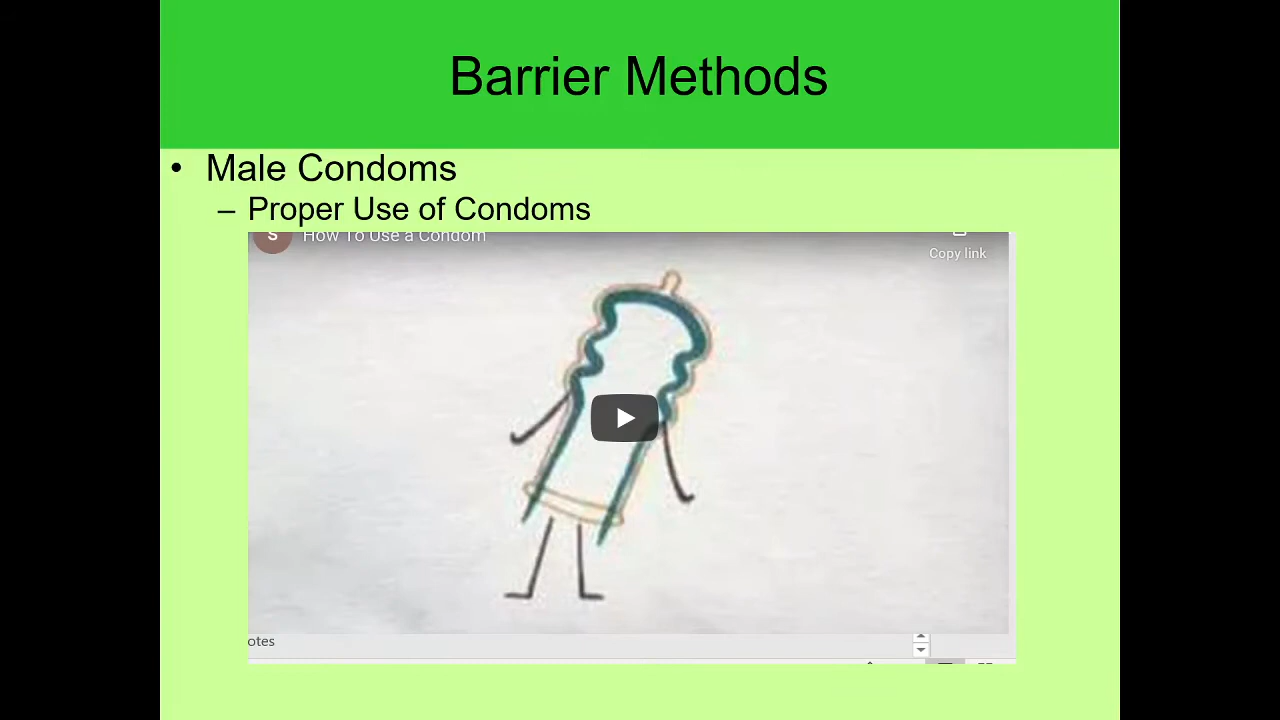 Barrier Methods
• Male Condoms
– Proper Use of Condoms
S How To Use a Condom
Copy link
otes